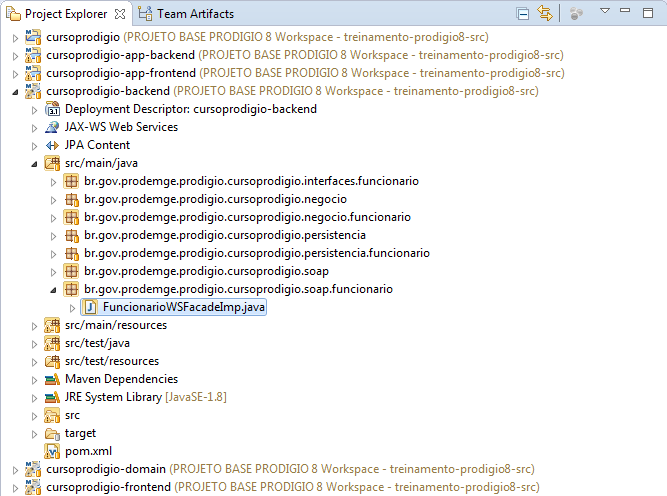 Project Explorer Team Artifacts
cursoprodigio (PROJETO BASE PRODIGIO 8 Workspace - treinamento-prodigio8-src)
cursoprodigio-app-backend (PROJETO BASE PRODIGIO 8 Workspace - treinamento-prodigio8-src)
cursoprodigio-app-frontend (PROJETO BASE PRODIGIO 8 Workspace - treinamento-prodigio8-src)
cursoprodigio-backend (PROJETO BASE PRODIGIO 8 Workspace - treinamento-prodigio8-src)
Deployment Descriptor: cursoprodigio-backend
JAX-WS Web Services
JPA Content
src/main/java
br.gov.prodemge.prodigio.cursoprodigio.interfaces.funcionario
br.gov.prodemge.prodigio.cursoprodigio.negocio
br.gov.prodemge.prodigio.cursoprodigio.negocio.funcionario
br.gov.prodemge.prodigio.cursoprodigio.persistencia
br.gov.prodemge.prodigio.cursoprodigio.persistencia.funcionario
br.gov.prodemge.prodigio.cursoprodigio.soap
br.gov.prodemge.prodigio.cursoprodigio.soap.funcionario
FuncionarioWSFacadeImp.java
src/main/resources
src/test/java
src/test/resources
Maven Dependencies
JRE System Library [JavaSE-1.8]
src
target
pom.xml
cursoprodigio-domain (PROJETO BASE PRODIGIO 8 Workspace - treinamento-prodigio8-src)
cursoprodigio-frontend (PROJETO BASE PRODIGIO 8 Workspace - treinamento-prodigio8-src)